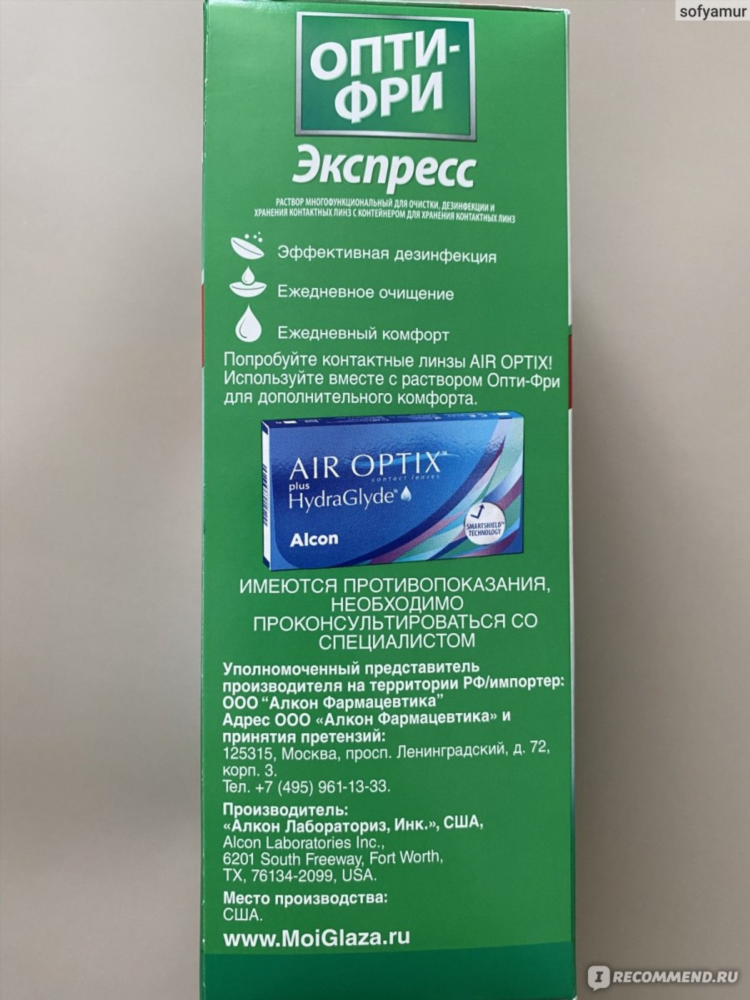 sofyamur
ОПТИ-
ФРИ
Экспресс
РАСТВОР МНОГОФУНКЦИОНАЛЬНЫЙ ДЛЯ ОЧИСТКИ, ДЕЗИНФЕКЦИИ И
ХРАНЕНИЯ КОНТАКТНЫХ ЛИНЗ С КОНТЕЙНЕРОМ ДЛЯ ХРАНЕНИЯ КОНТАКТНЫХ ЛИНЗ
Эффективная дезинфекция
Ежедневное очищение
Ежедневный комфорт
Попробуйте контактные линзы AIR OPTIX!
Используйте вместе с раствором Опти-Фри
для дополнительного комфорта.
AIR OPTIX™
contact lenses
plus
HydraGlyde™
SMARTSHIELD™
TECHNOLOGY
Alcon
ИМЕЮТСЯ ПРОТИВОПОКАЗАНИЯ,
НЕОБХОДИМО
ПРОКОНСУЛЬТИРОВАТЬСЯ СО
СПЕЦИАЛИСТОМ
Уполномоченный представитель
производителя на территории РФ/импортер:
ООО "Алкон Фармацевтика"
Адрес ООО «Алкон Фармацевтика» и
принятия претензий:
125315, Москва, просп. Ленинградский, д. 72,
корп. 3.
Тел. +7 (495) 961-13-33.
Производитель:
«Алкон Лабораториз, Инк.», США,
Alcon Laboratories Inc.,
6201 South Freeway, Fort Worth,
TX, 76134-2099, USA.
Место производства:
США.
www.MoiGlaza.ru
I RECOMMEND.RU